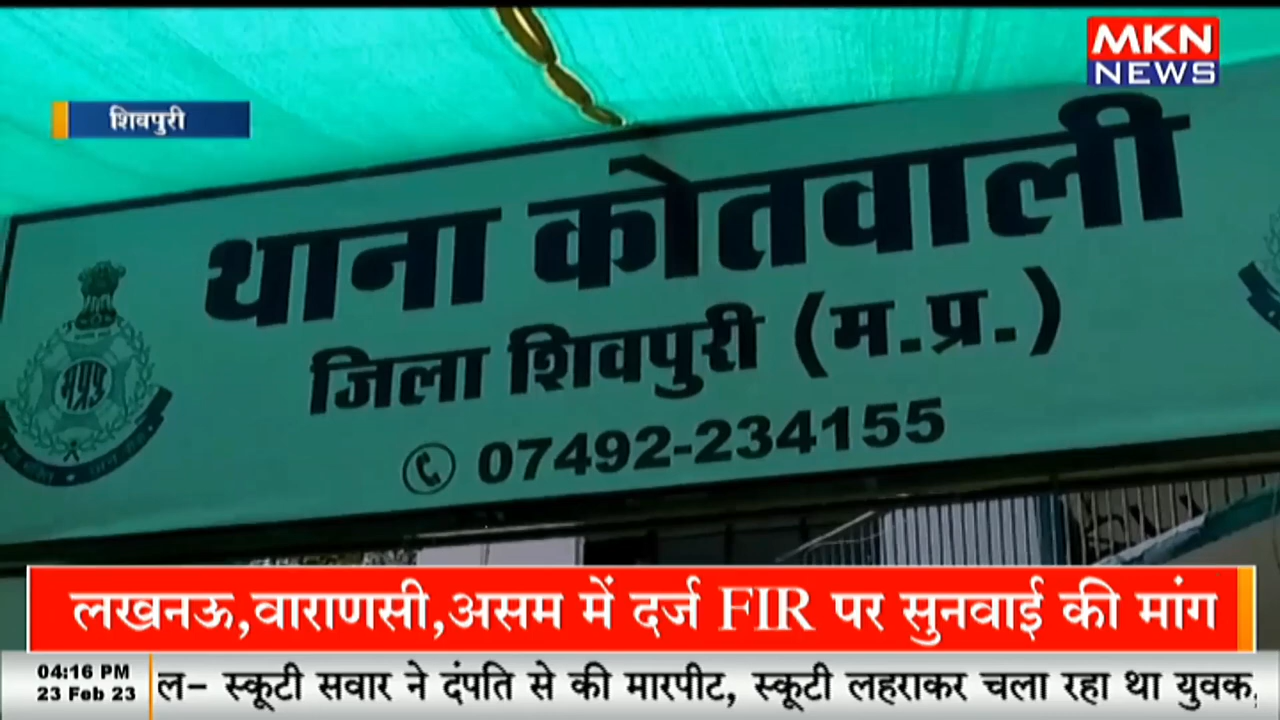 MKN
NEWS
शिवपुरी
थाना कोतवाली
जिला शिवपुरी (म.प्र.)
07492-234155
लखनऊ,वाराणसी,असम में दर्ज FIR पर सुनवाई की मांग
04:16 PM
23 Feb 23
ल– स्कूटी सवार ने दंपति से की मारपीट, स्कूटी लहराकर चला रहा था युवक,